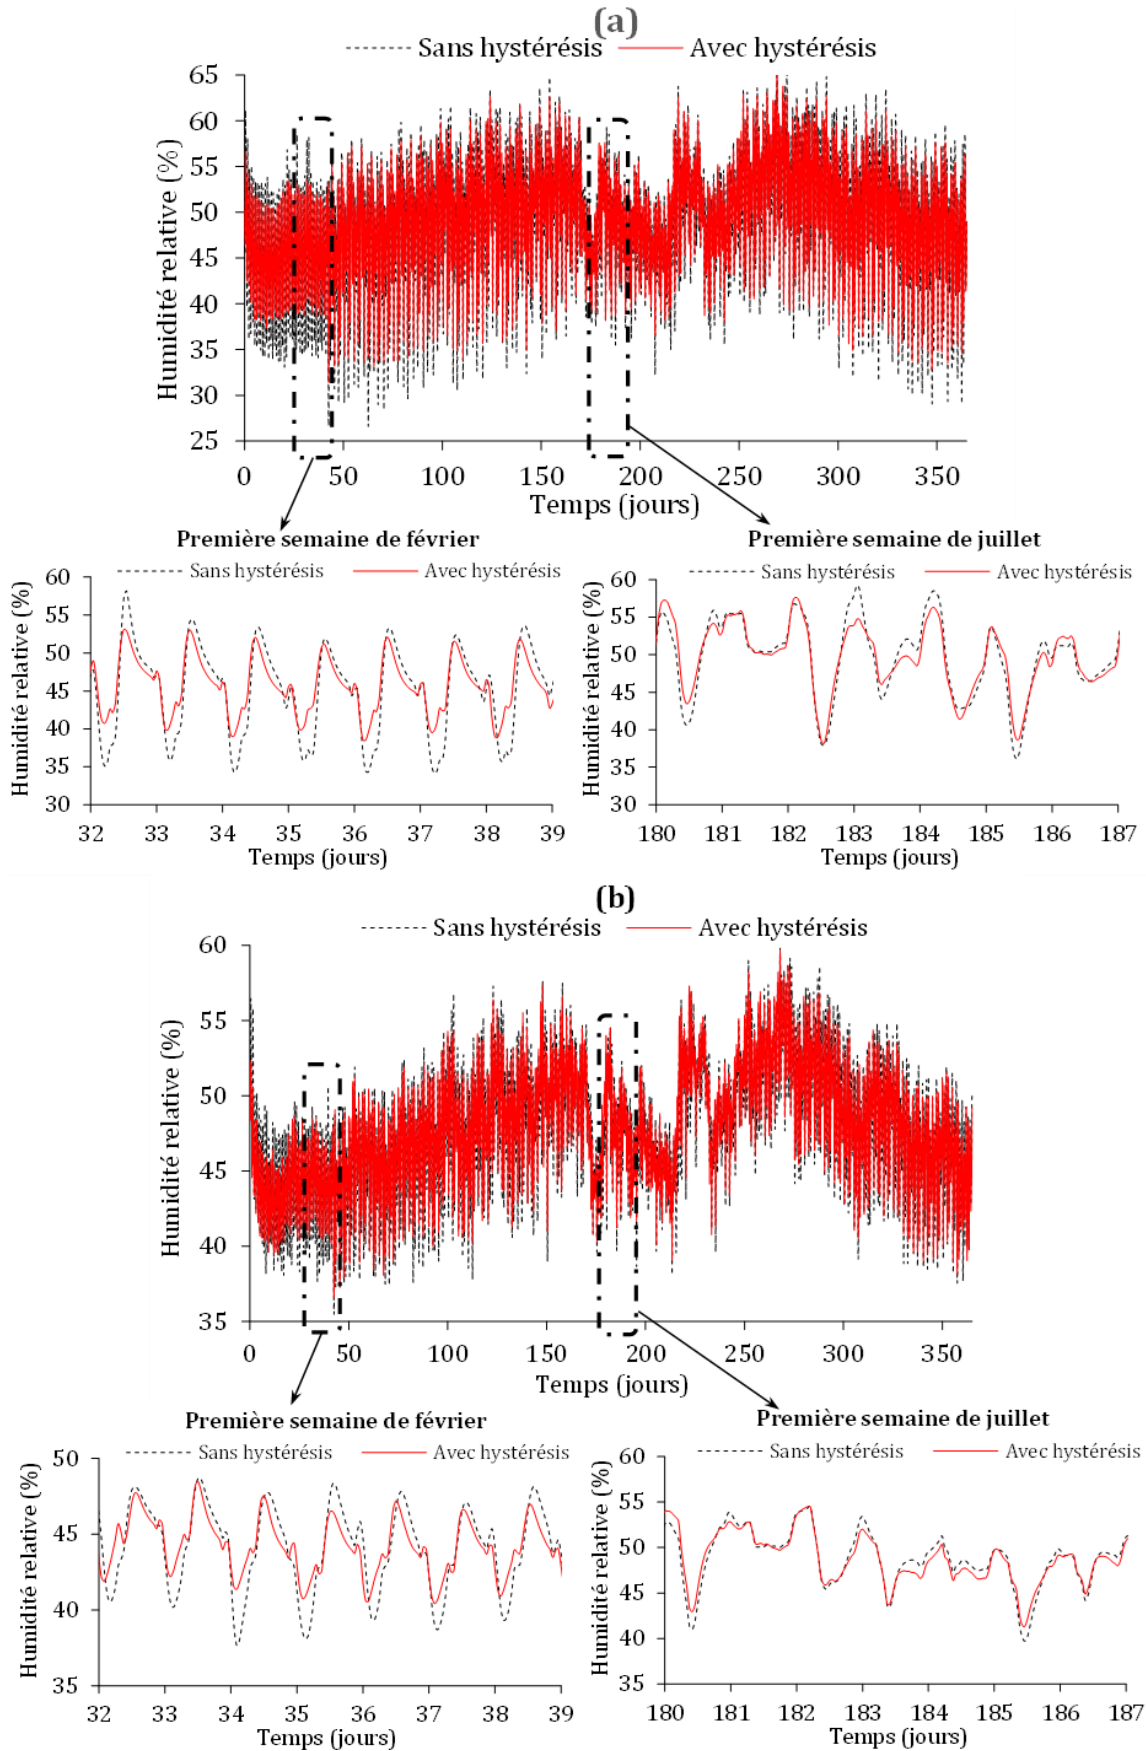 (a)
Sans hystérésis Avec hystérésis
Humidité relative (%)
65
60
55
50
45
40
35
30
25
0 50 100 150 200 250 300 350
Temps (jours)
Première semaine de février
Sans hystérésis Avec hystérésis
Humidité relative (%)
60
55
50
45
40
35
30
32 33 34 35 36 37 38 39
Temps (jours)
Première semaine de juillet
Sans hystérésis Avec hystérésis
Humidité relative (%)
60
55
50
45
40
35
30
180 181 182 183 184 185 186 187
Temps (jours)
(b)
Sans hystérésis Avec hystérésis
Humidité relative (%)
60
55
50
45
40
35
0 50 100 150 200 250 300 350
Temps (jours)
Première semaine de février
Sans hystérésis Avec hystérésis
Humidité relative (%)
50
45
40
35
32 33 34 35 36 37 38 39
Temps (jours)
Première semaine de juillet
Sans hystérésis Avec hystérésis
Humidité relative (%)
60
55
50
45
40
35
180 181 182 183 184 185 186 187
Temps (jours)